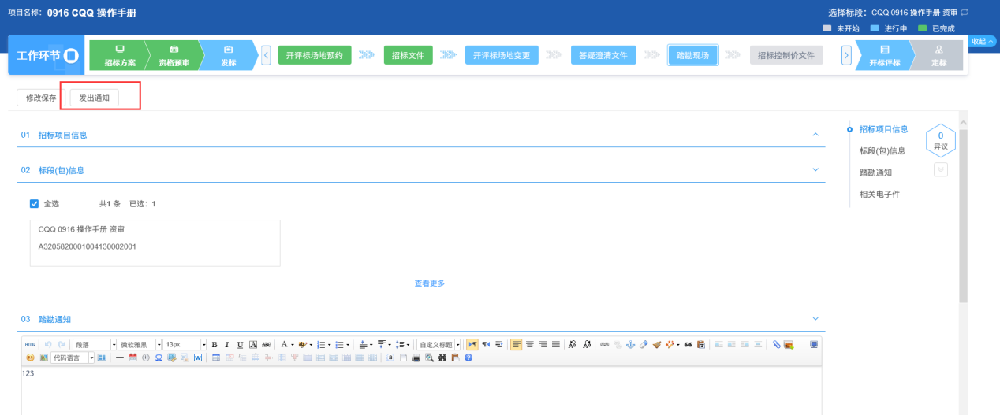 项目名称: 0916 CQQ 操作手册
选择标段: CQQ 0916 操作手册 资审
未开始 进行中 已完成
收起
工作环节
招标方案 资格预审 发标 开评标场地预约 招标文件 开评标场地变更 答疑澄清文件 踏勘现场 招标控制价文件 开标评标 定标
修改保存 发出通知
01 招标项目信息
02 标段(包)信息
全选 共1 条 已选: 1
CQQ 0916 操作手册 资审
A3205820001004130002001
查看更多
03 踏勘通知
招标项目信息
标段(包)信息
踏勘通知
相关电子件
0
异议
HTML 段落 微软雅黑 13px B I U A ABC A 自定义标题
代码语言
123